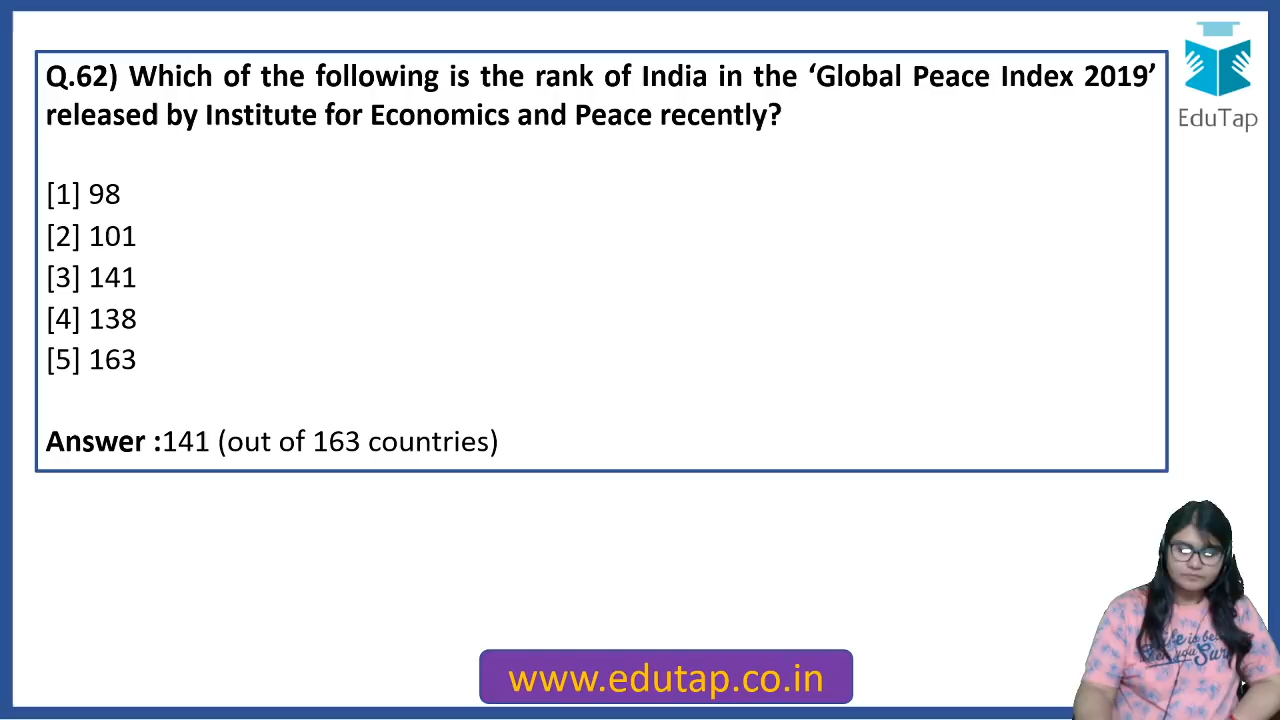 Q.62) Which of the following is the rank of India in the ‘Global Peace Index 2019’
released by Institute for Economics and Peace recently?
[1] 98
[2] 101
[3] 141
[4] 138
[5] 163
Answer :141 (out of 163 countries)
EduTap
www.edutap.co.in